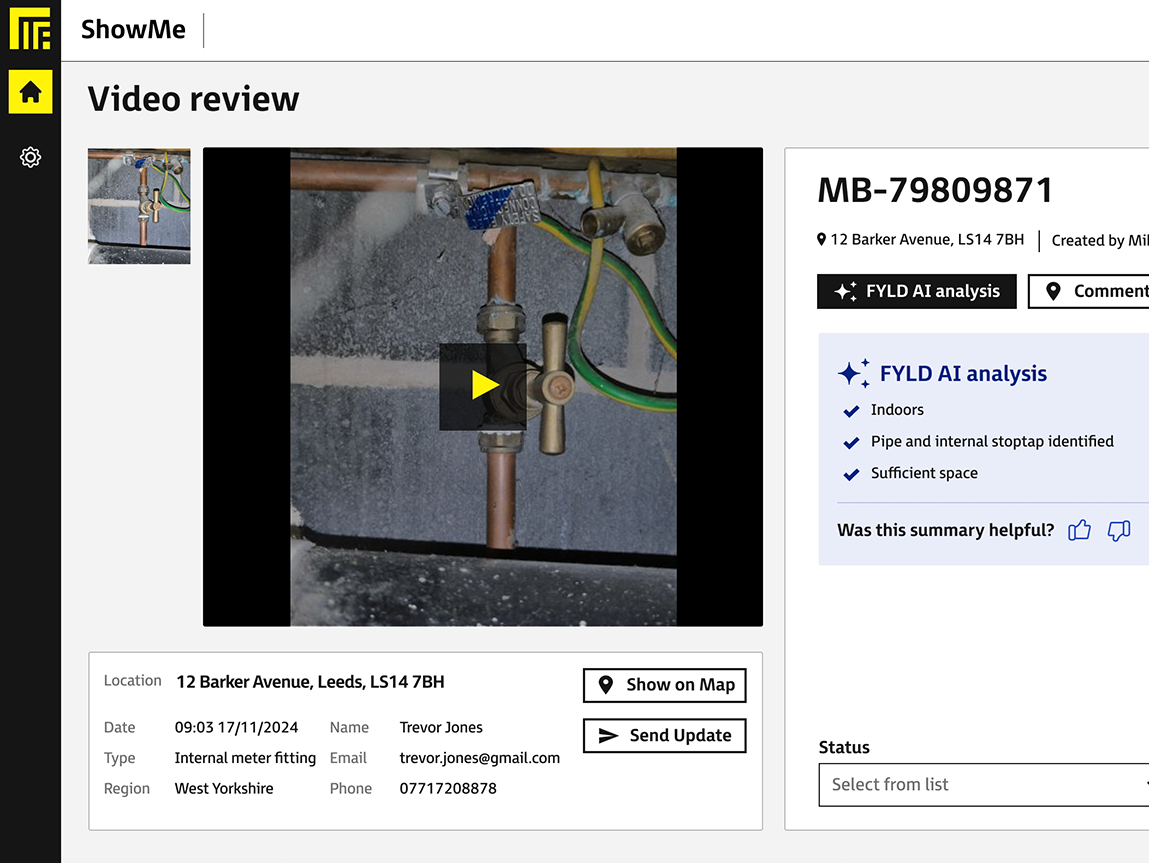 ShowMe
Video review
MB-79809871
12 Barker Avenue, LS14 7BH
Created by
FYLD AI analysis
Comment
FYLD AI analysis
Indoors
Pipe and internal stoptap identified
Sufficient space
Was this summary helpful?
Location 12 Barker Avenue, Leeds, LS14 7BH
Show on Map
Date 09:03 17/11/2024 Name Trevor Jones
Send Update
Type Internal meter fitting Email trevor.jones@gmail.com
Region West Yorkshire Phone 07717208878
Status
Select from list